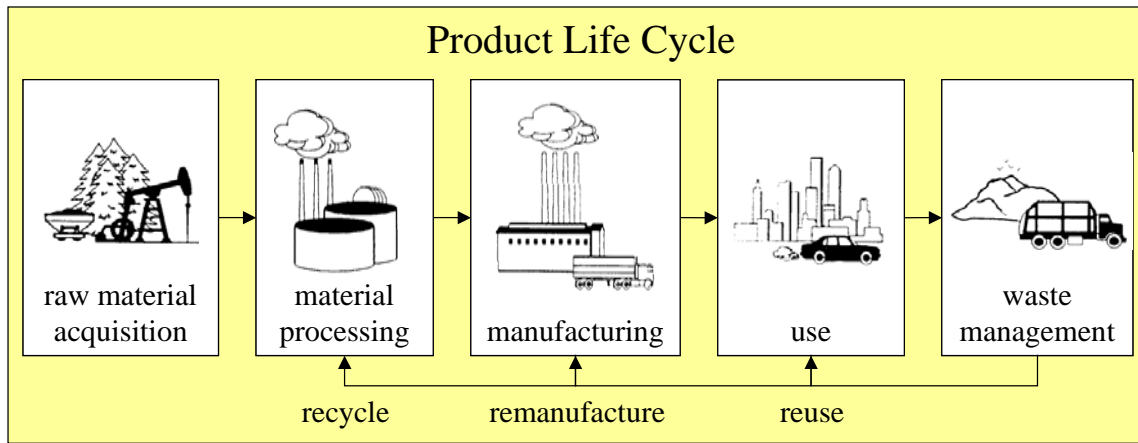 Product Life Cycle
raw material
acquisition
material
processing
manufacturing
use
waste
management
recycle
remanufacture
reuse